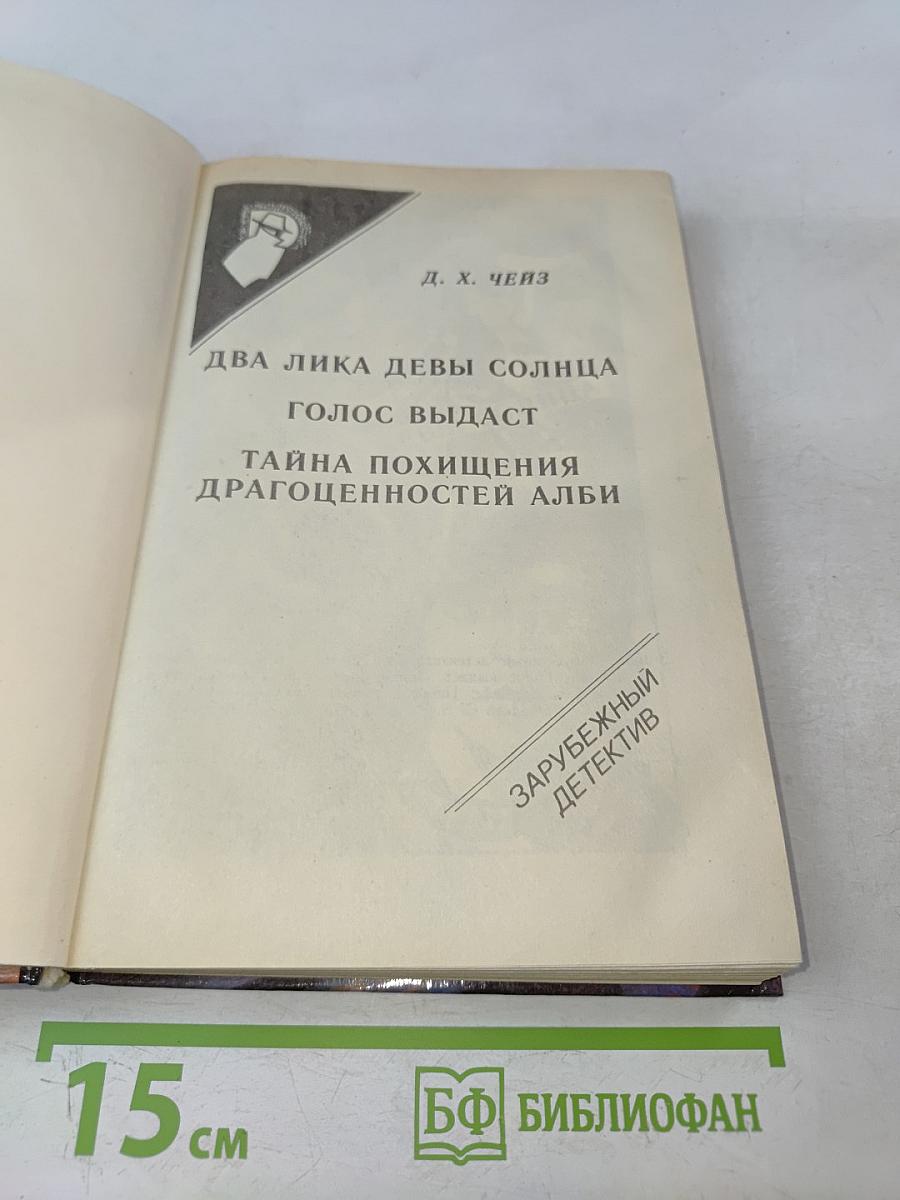 Д. Х. ЧЕЙЗ
ДВА ЛИКА ДЕВЫ СОЛНЦА
ГОЛОС ВЫДАСТ
ТАЙНА ПОХИЩЕНИЯ
ДРАГОЦЕННОСТЕЙ АЛБИ
ЗАРУБЕЖНЫЙ
ДЕТЕКТИВ
15 см
БФ БИБЛИОФАН